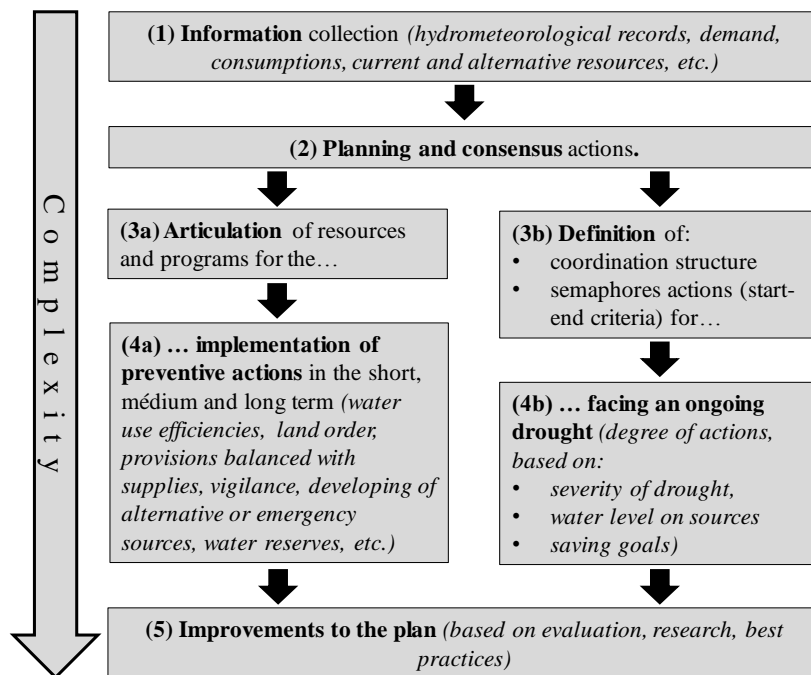 Complexity
(1) Information collection (hydrometeorological records, demand,
consumptions, current and alternative resources, etc.)
(2) Planning and consensus actions.
(3a) Articulation of resources
and programs for the…
(3b) Definition of:
• coordination structure
• semaphores actions (start-
end criteria) for…
(4a) … implementation of
preventive actions in the short,
médium and long term (water
use efficiencies, land order,
provisions balanced with
supplies, vigilance, developing of
alternative or emergency
sources, water reserves, etc.)
(4b) … facing an ongoing
drought (degree of actions,
based on:
• severity of drought,
• water level on sources
• saving goals)
(5) Improvements to the plan (based on evaluation, research, best
practices)